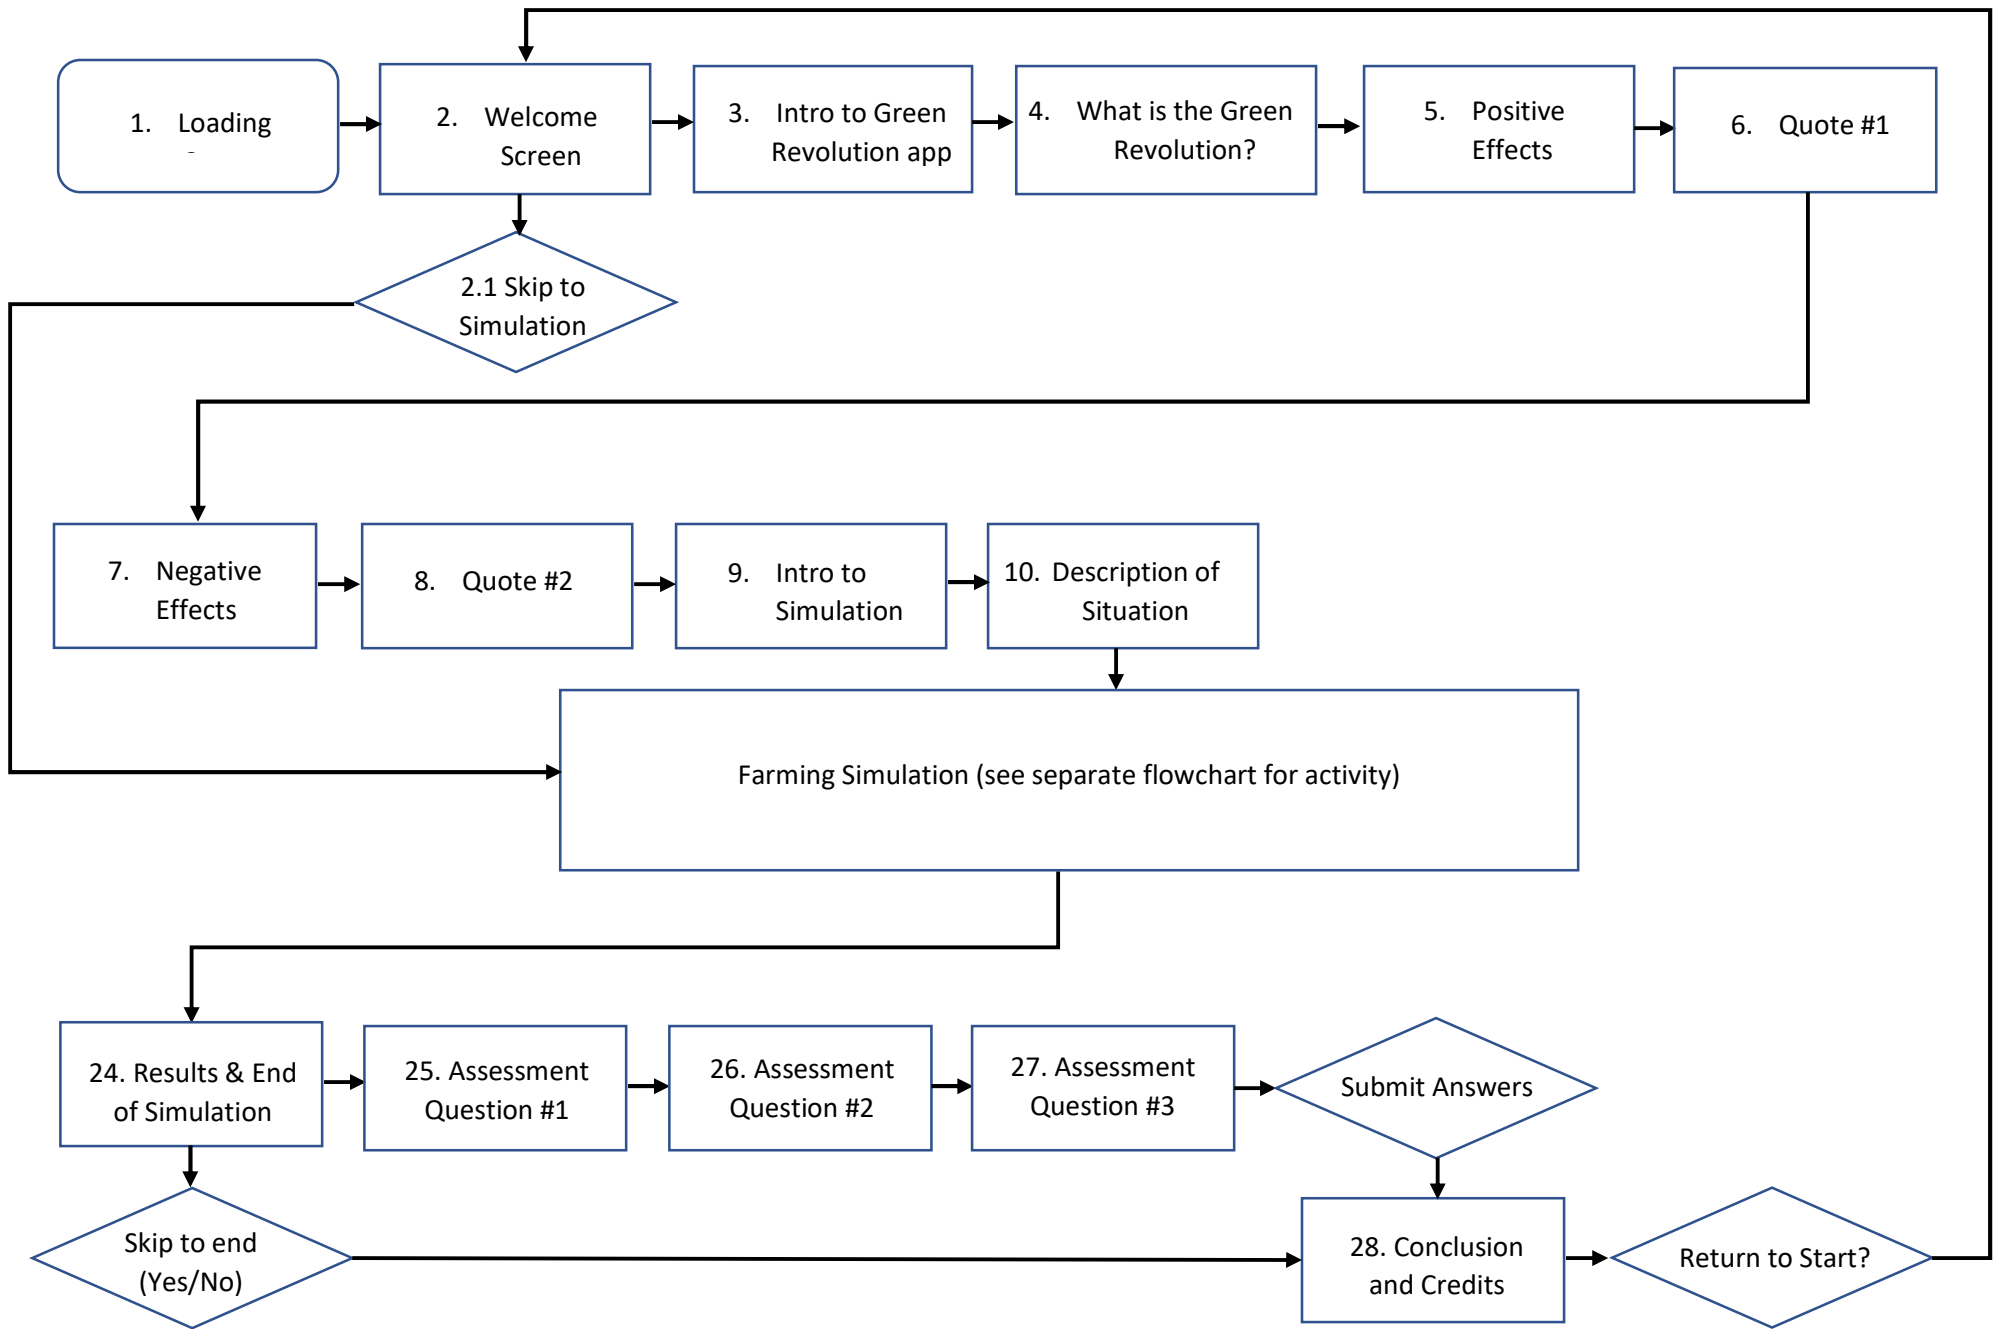 1. Loading
2. Welcome
Screen
3. Intro to Green
Revolution app
4. What is the Green
Revolution?
5. Positive
Effects
6. Quote #1
2.1 Skip to
Simulation
7. Negative
Effects
8. Quote #2
9. Intro to
Simulation
10. Description of
Situation
Farming Simulation (see separate flowchart for activity)
24. Results & End
of Simulation
25. Assessment
Question #1
26. Assessment
Question #2
27. Assessment
Question #3
Submit Answers
Skip to end
(Yes/No)
28. Conclusion
and Credits
Return to Start?